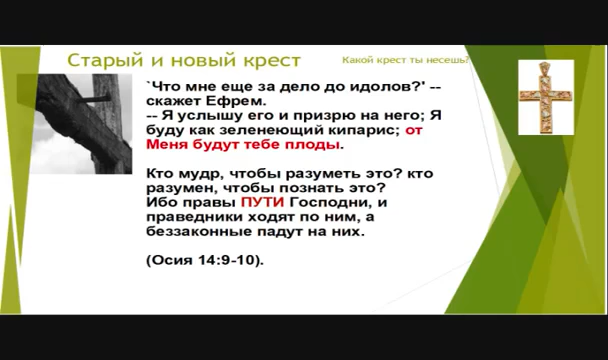 Старый и новый крест
Какой крест ты несешь?
`Что мне еще за дело до идолов?' --
скажет Ефрем.
-- Я услышу его и призрю на него; Я
буду как зеленеющий кипарис; от
Меня будут тебе плоды.
Кто мудр, чтобы разуметь это? кто
разумен, чтобы познать это?
Ибо правы ПУТИ Господни, и
праведники ходят по ним, а
беззаконные падут на них.
(Осия 14:9-10).